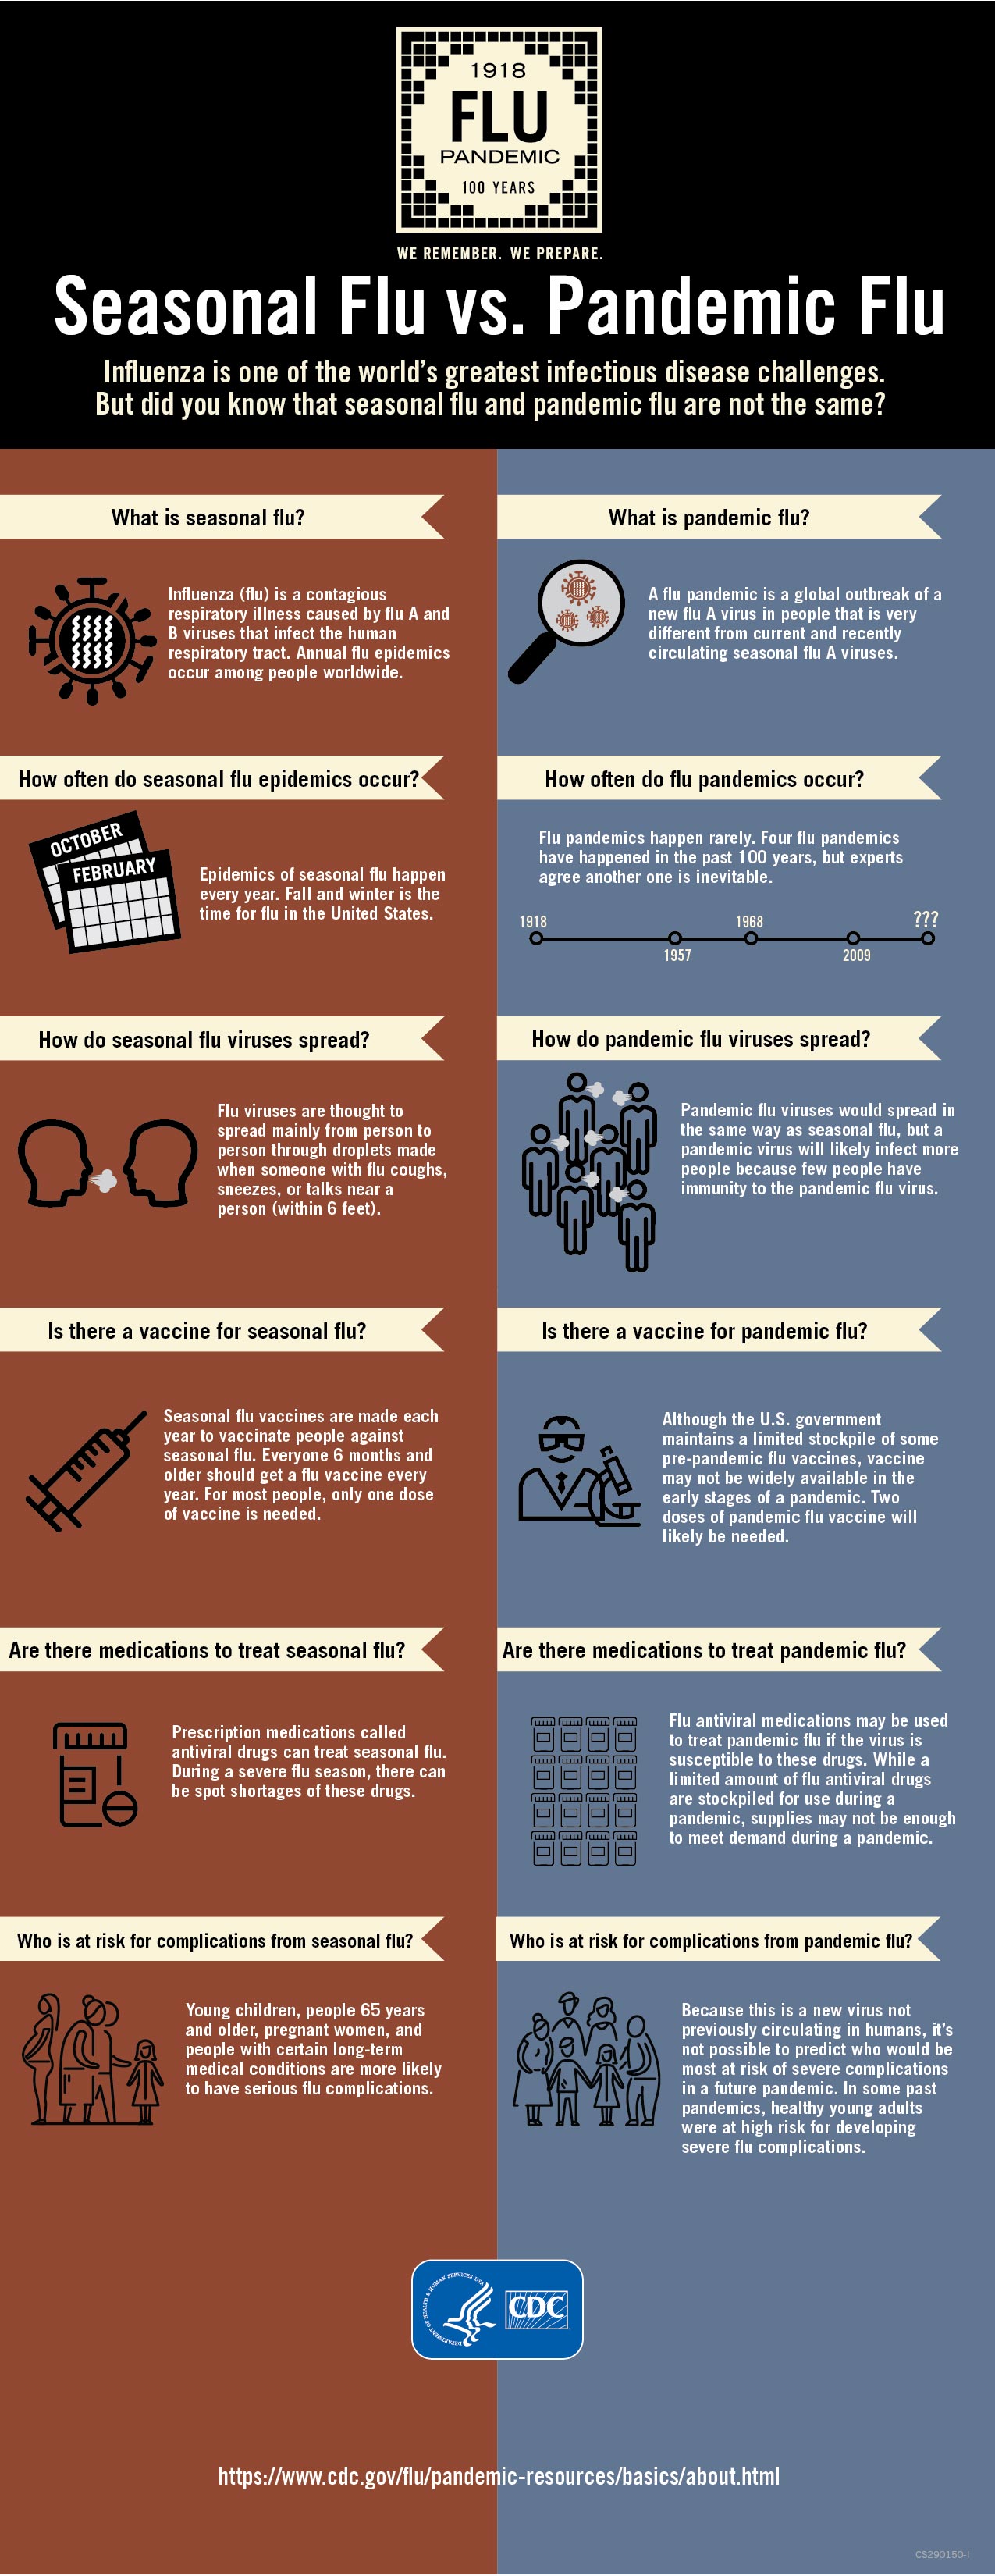 1918
FLU
PANDEMIC
100 YEARS
WE REMEMBER. WE PREPARE.
Seasonal Flu vs. Pandemic Flu
Influenza is one of the world's greatest infectious disease challenges.
But did you know that seasonal flu and pandemic flu are not the same?
What is seasonal flu?
Influenza (flu) is a contagious
respiratory illness caused by flu A and
B viruses that infect the human
respiratory tract. Annual flu epidemics
occur among people worldwide.
What is pandemic flu?
A flu pandemic is a global outbreak of a
new flu A virus in people that is very
different from current and recently
circulating seasonal flu A viruses.
How often do seasonal flu epidemics occur?
OCTOBER
FEBRUARY
Epidemics of seasonal flu happen
every year. Fall and winter is the
time for flu in the United States.
How often do flu pandemics occur?
Flu pandemics happen rarely. Four flu pandemics
have happened in the past 100 years, but experts
agree another one is inevitable.
1918
1957
1968
2009
???
How do seasonal flu viruses spread?
Flu viruses are thought to
spread mainly from person to
person through droplets made
when someone with flu coughs,
sneezes, or talks near a
person (within 6 feet).
How do pandemic flu viruses spread?
Pandemic flu viruses would spread in
the same way as seasonal flu, but a
pandemic virus will likely infect more
people because few people have
immunity to the pandemic flu virus.
Is there a vaccine for seasonal flu?
Seasonal flu vaccines are made each
year to vaccinate people against
seasonal flu. Everyone 6 months and
older should get a flu vaccine every
year. For most people, only one dose
of vaccine is needed.
Is there a vaccine for pandemic flu?
Although the U.S. government
maintains a limited stockpile of some
pre-pandemic flu vaccines, vaccine
may not be widely available in the
early stages of a pandemic. Two
doses of pandemic flu vaccine will
likely be needed.
Are there medications to treat seasonal flu?
Prescription medications called
antiviral drugs can treat seasonal flu.
During a severe flu season, there can
be spot shortages of these drugs.
Are there medications to treat pandemic flu?
Flu antiviral medications may be used
to treat pandemic flu if the virus is
susceptible to these drugs. While a
limited amount of flu antiviral drugs
are stockpiled for use during a
pandemic, supplies may not be enough
to meet demand during a pandemic.
Who is at risk for complications from seasonal flu?
Young children, people 65 years
and older, pregnant women, and
people with certain long-term
medical conditions are more likely
to have serious flu complications.
Who is at risk for complications from pandemic flu?
Because this is a new virus not
previously circulating in humans, it's
not possible to predict who would be
most at risk of severe complications
in a future pandemic. In some past
pandemics, healthy young adults
were at high risk for developing
severe flu complications.
DEPARTMENT OF HEALTH & HUMAN SERVICES USA
CDC
https://www.cdc.gov/flu/pandemic-resources/basics/about.html
CS290150-I